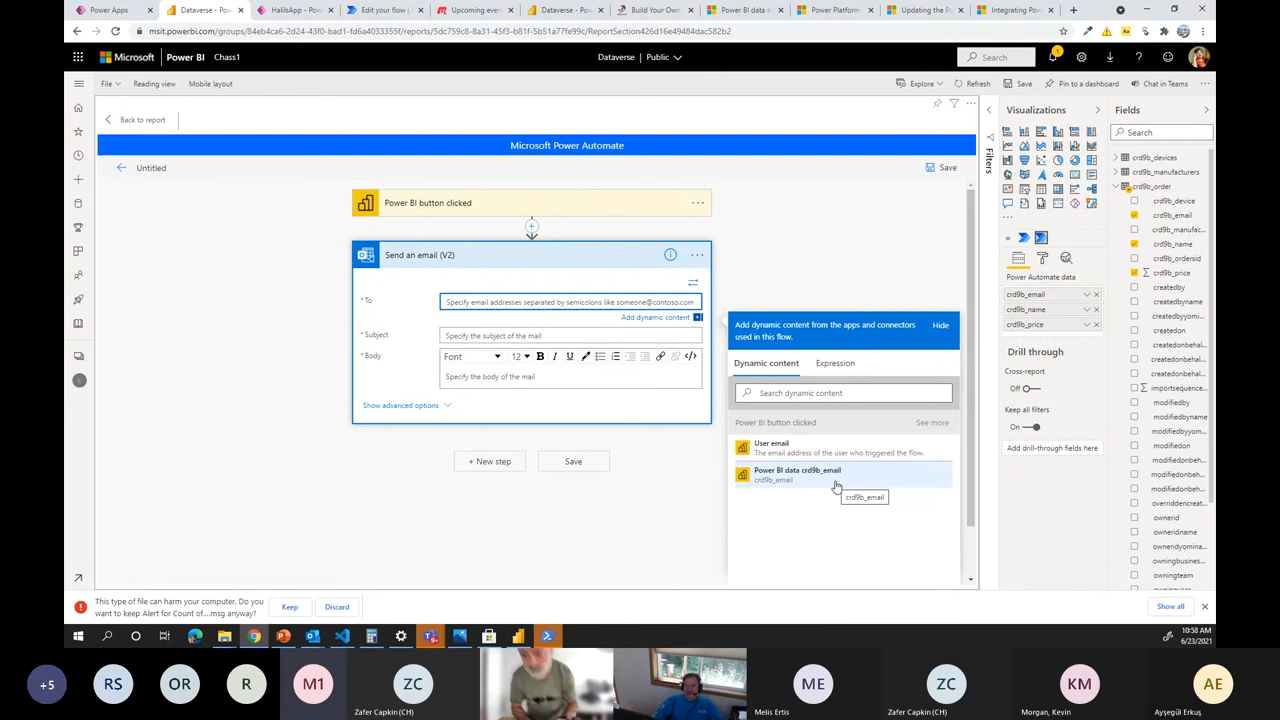 Power Apps
Dataverse - Pow
HalilsApp - Pow
Edit your flow |
Upcoming even
Dataverse - Pow
Build Your Own
Power BI data so
Power Platform
Updating the Po
Integrating Pow
msit.powerbi.com/groups/84eb4ca6-2d24-43f0-bad1-fd6a4035fef4/reports/5dc759c8-a31-45f3-b81f-5b51a77fe99c/ReportSection426e69484dac582b2
Microsoft Power BI Chass1
Dataverse | Public
Search
File Reading view Mobile layout
Explore Refresh Save Pin to a dashboard Chat in Teams
Back to report
Microsoft Power Automate
Untitled
Save
Power BI button clicked
Send an email (V2)
* To
Specify email addresses separated by semicolons like someone@contoso.com
Add dynamic content
* Subject
Specify the subject of the mail
* Body
Font 12 B I U </>
Specify the body of the mail
Show advanced options
+ New step
Save
Add dynamic content from the apps and connectors
used in this flow.
Hide
Dynamic content Expression
Search dynamic content
Power BI button clicked
See more
User email
The email address of the user who triggered the flow.
Power BI data crd9b_email
crd9b_email
crd9b_email
Filters
Visualizations
Power Automate data
crd9b_email
crd9b_name
crd9b_price
Drill through
Cross-report
Off
Keep all filters
On
Add drill-through fields here
Fields
Search
crd9b_devices
crd9b_manufacturers
crd9b_order
crd9b_device
crd9b_email
crd9b_manufac...
crd9b_name
crd9b_ordersid
crd9b_price
createdby
createdbyname
createdbyyomi...
createdon
createdonbehal...
createdonbehal...
createdonbehal...
importsequenc...
modifiedby
modifiedbyname
modifiedbyyom...
modifiedon
modifiedonbeh...
modifiedonbeh...
modifiedonbeh...
overriddencreat...
ownerid
owneridname
owneridyomina...
owningbusines...
owningteam
This type of file can harm your computer. Do you
want to keep Alert for Count of....msg anyway?
Keep
Discard
Show all
10:58 AM
6/23/2021
+5
RS
OR
R
M1
ZC
Zafer Capkin (CH)
ME
Melis Ertis
ZC
Zafer Capkin (CH)
KM
Morgan, Kevin
AE
Ayşegül Erkuş